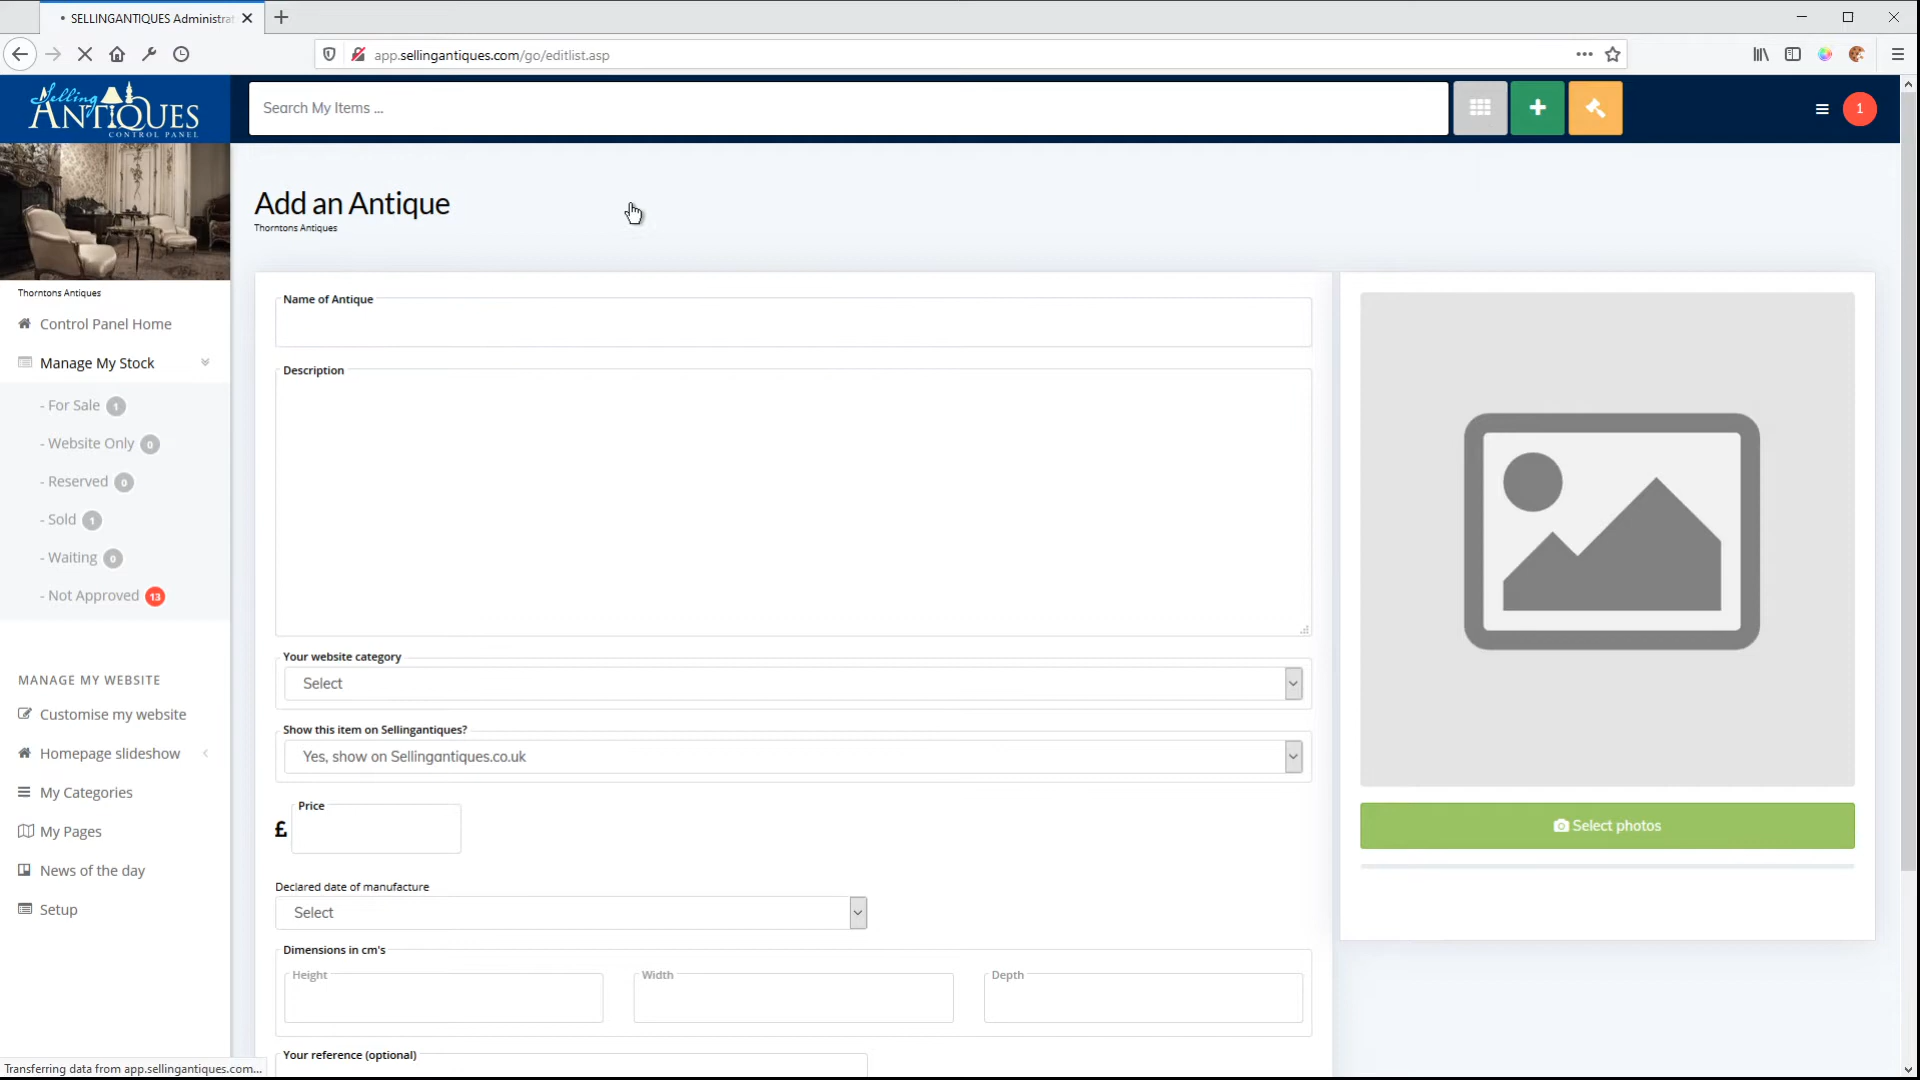 SELLINGANTIQUES Administrat
app.sellingantiques.com/go/editlist.asp
Selling
ANTIQUES
CONTROL PANEL
Search My Items ...
1
Add an Antique
Thorntons Antiques
Thorntons Antiques
Control Panel Home
Manage My Stock
- For Sale 1
- Website Only 0
- Reserved 0
- Sold 1
- Waiting 0
- Not Approved 13
MANAGE MY WEBSITE
Customise my website
Homepage slideshow
My Categories
My Pages
News of the day
Setup
Name of Antique
Description
Your website category
Select
Show this item on Sellingantiques?
Yes, show on Sellingantiques.co.uk
Price
£
Declared date of manufacture
Select
Dimensions in cm's
Height Width Depth
Your reference (optional)
Select photos
Transferring data from app.sellingantiques.com...